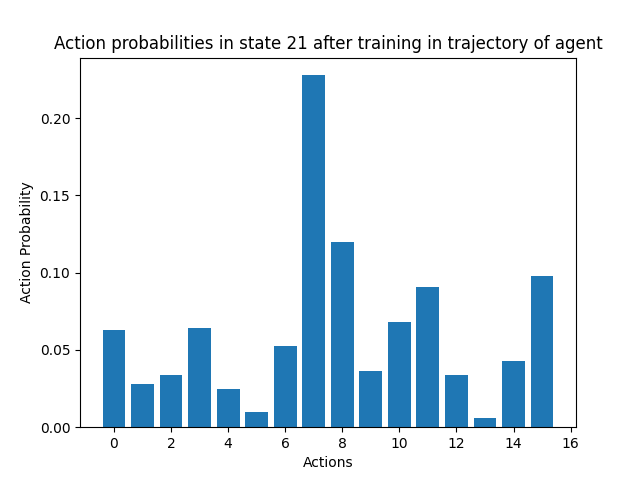 Action probabilities in state 21 after training in trajectory of agent
0.20
0.15
0.10
0.05
0.00
Action Probability
0 2 4 6 8 10 12 14 16
Actions